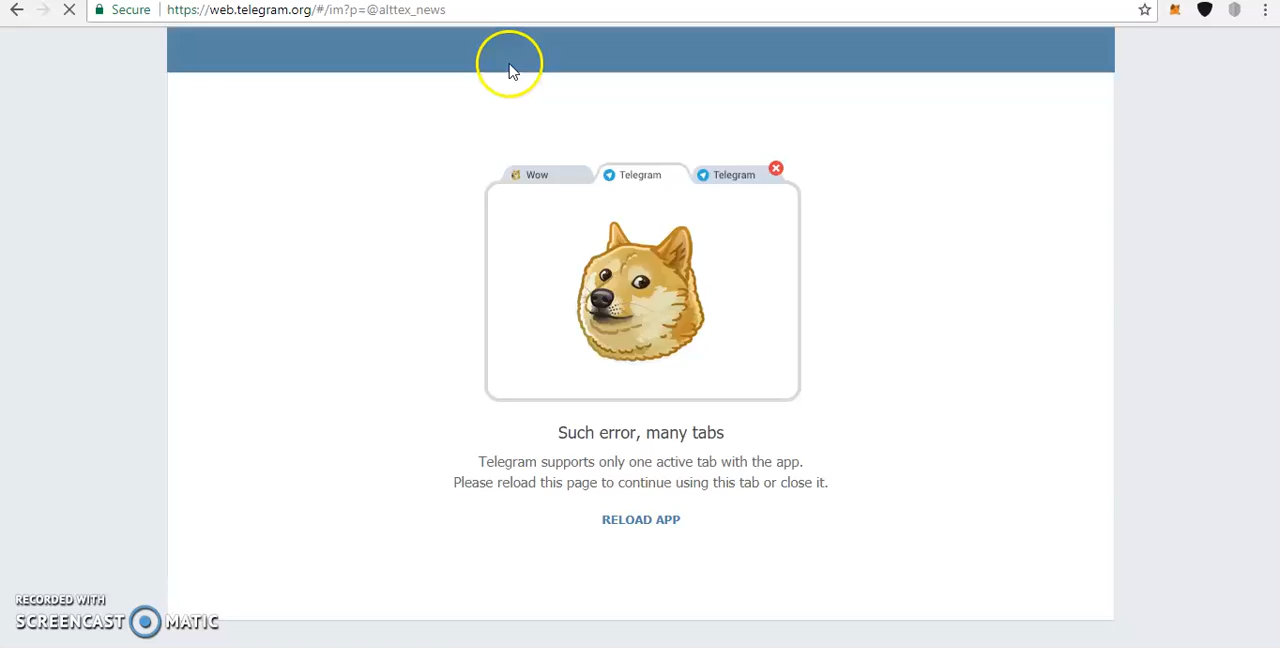 Secure https://web.telegram.org/#/im?p=@alttex_news
Wow Telegram Telegram
Such error, many tabs
Telegram supports only one active tab with the app.
Please reload this page to continue using this tab or close it.
RELOAD APP
RECORDED WITH
SCREENCAST MATIC